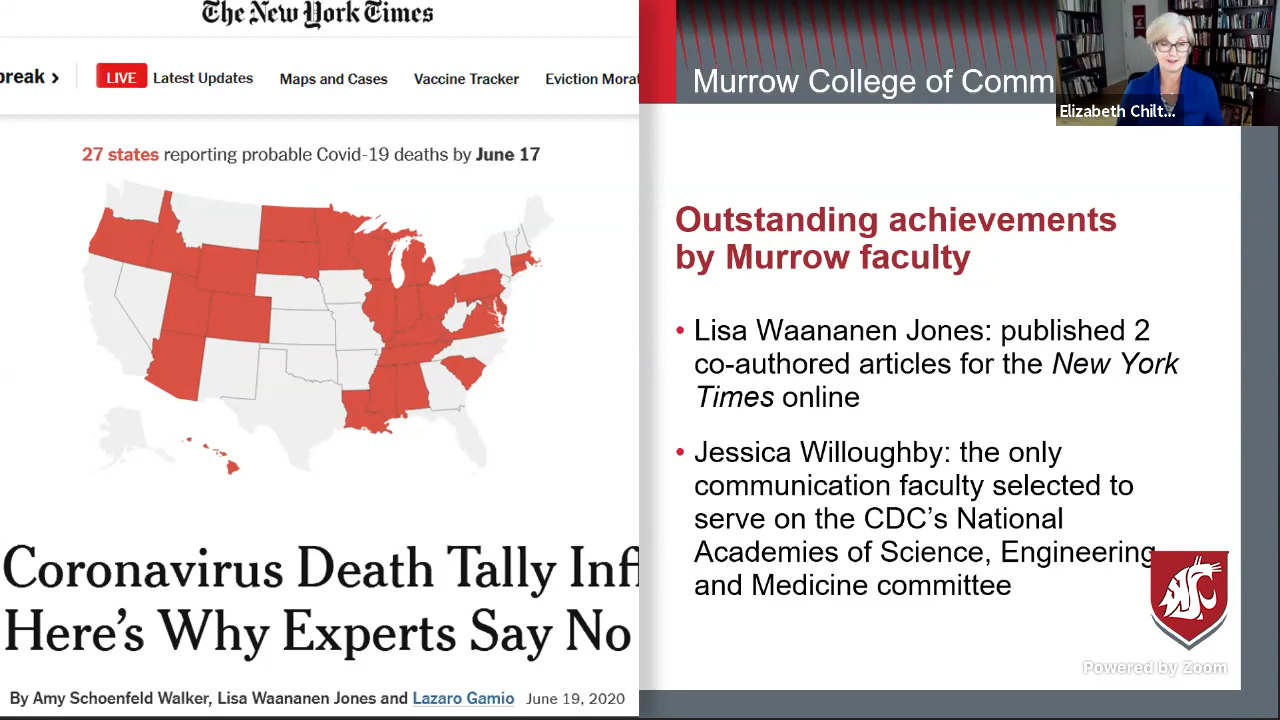 The New York Times
break >
LIVE Latest Updates Maps and Cases Vaccine Tracker Eviction Morat
27 states reporting probable Covid-19 deaths by June 17
Coronavirus Death Tally Infl
Here's Why Experts Say No
By Amy Schoenfeld Walker, Lisa Waananen Jones and Lazaro Gamio June 19, 2020
Murrow College of Comm
Elizabeth Chilt...
Outstanding achievements
by Murrow faculty
• Lisa Waananen Jones: published 2
co-authored articles for the New York
Times online
• Jessica Willoughby: the only
communication faculty selected to
serve on the CDC's National
Academies of Science, Engineering
and Medicine committee
Powered by Zoom